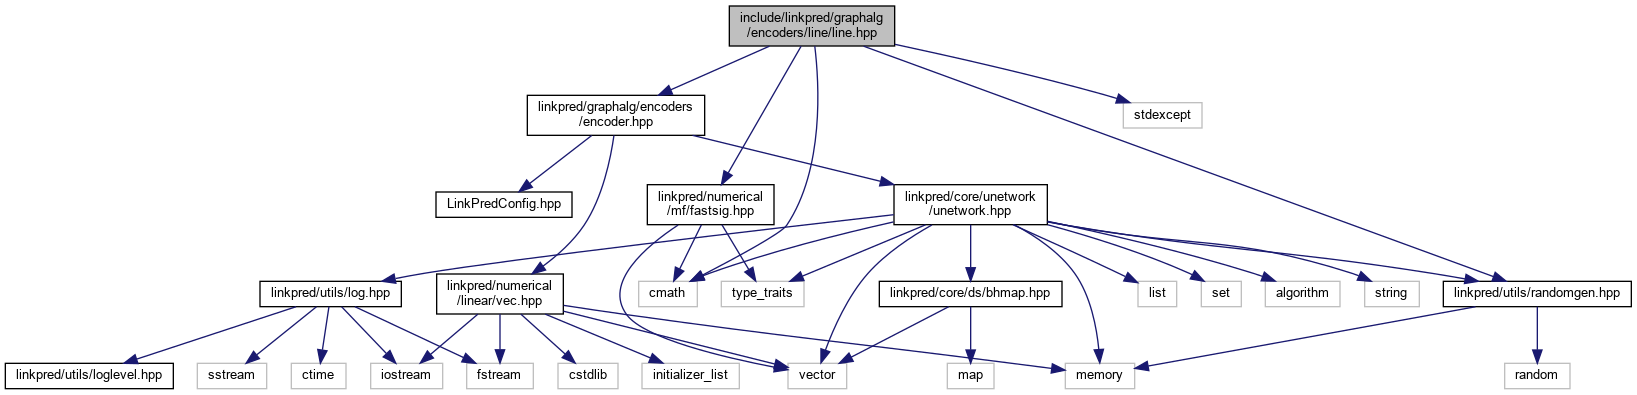 include/linkpred/graphalg
/encoders/line/line.hpp
linkpred/graphalg/encoders
/encoder.hpp
stdexcept
LinkPredConfig.hpp
linkpred/numerical
/mf/fastsig.hpp
linkpred/core/unetwork
/unetwork.hpp
linkpred/utils/log.hpp
linkpred/numerical
/linear/vec.hpp
cmath
type_traits
linkpred/core/ds/bhmap.hpp
list
set
algorithm
string
linkpred/utils/randomgen.hpp
linkpred/utils/loglevel.hpp
sstream
ctime
iostream
fstream
cstdlib
initializer_list
vector
map
memory
random